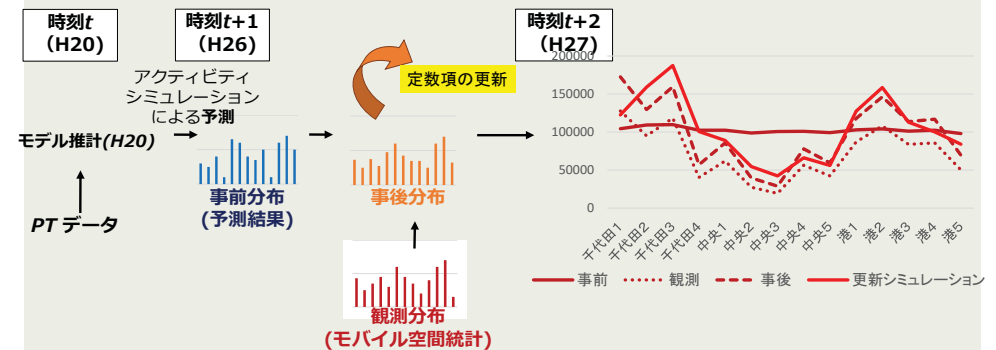 時刻t
（H20)
時刻t+1
（H26)
時刻t+2
（H27)
アクティビティ
シミュレーション
による予測
定数項の更新
モデル推計(H20)
事前分布
(予測結果)
事後分布
PT データ
観測分布
(モバイル空間統計)
200000
150000
100000
50000
0
千代田1
千代田2
千代田3
千代田4
中央1
中央2
中央3
中央4
中央5
港1
港2
港3
港4
港5
事前 観測 事後 更新シミュレーション